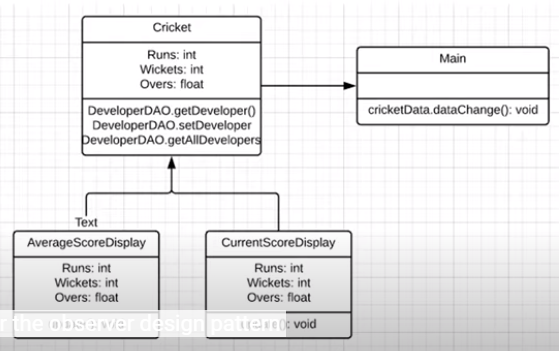 Cricket
Runs: int
Wickets: int
Overs: float
DeveloperDAO.getDeveloper()
DeveloperDAO.setDeveloper
DeveloperDAO.getAllDevelopers
Main
cricketData.dataChange(): void
Text
AverageScoreDisplay
Runs: int
Wickets: int
Overs: float
CurrentScoreDisplay
Runs: int
Wickets: int
Overs: float
): void
r the observer design pattern